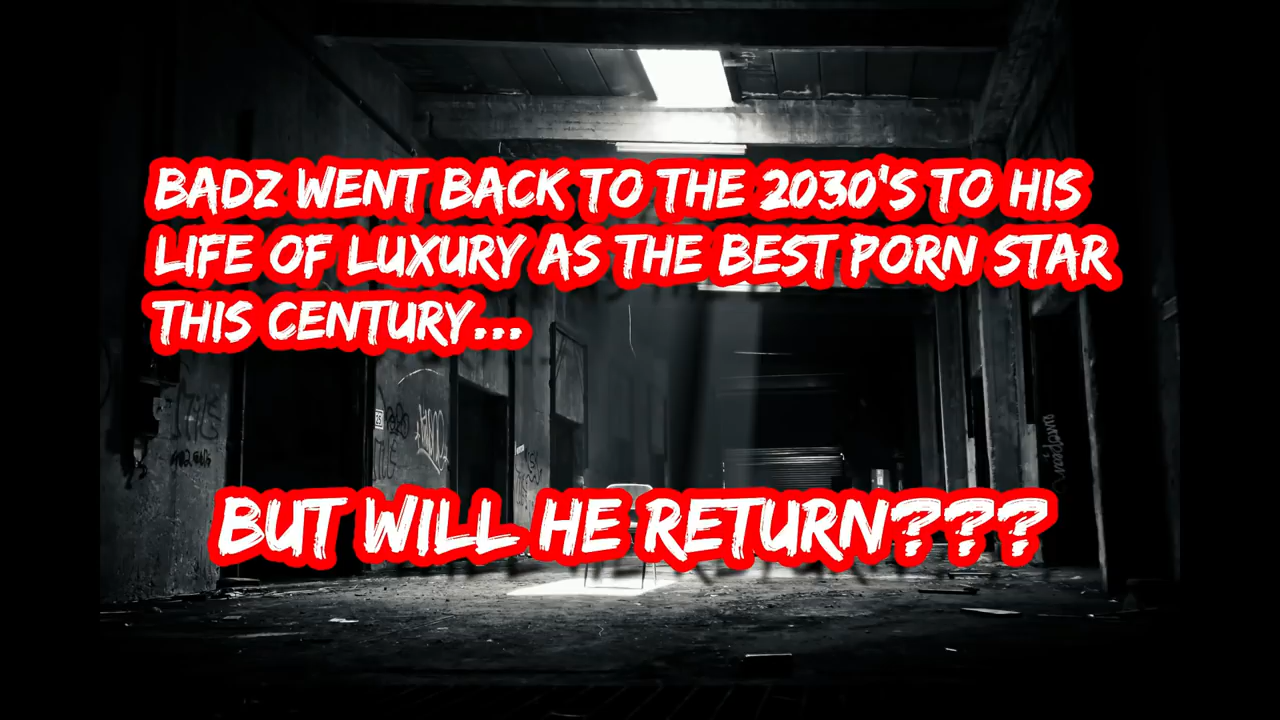 BADZ WENT BACK TO THE 2030'S TO HIS
LIFE OF LUXURY AS THE BEST PORN STAR
THIS CENTURY...
BUT WILL HE RETURN???